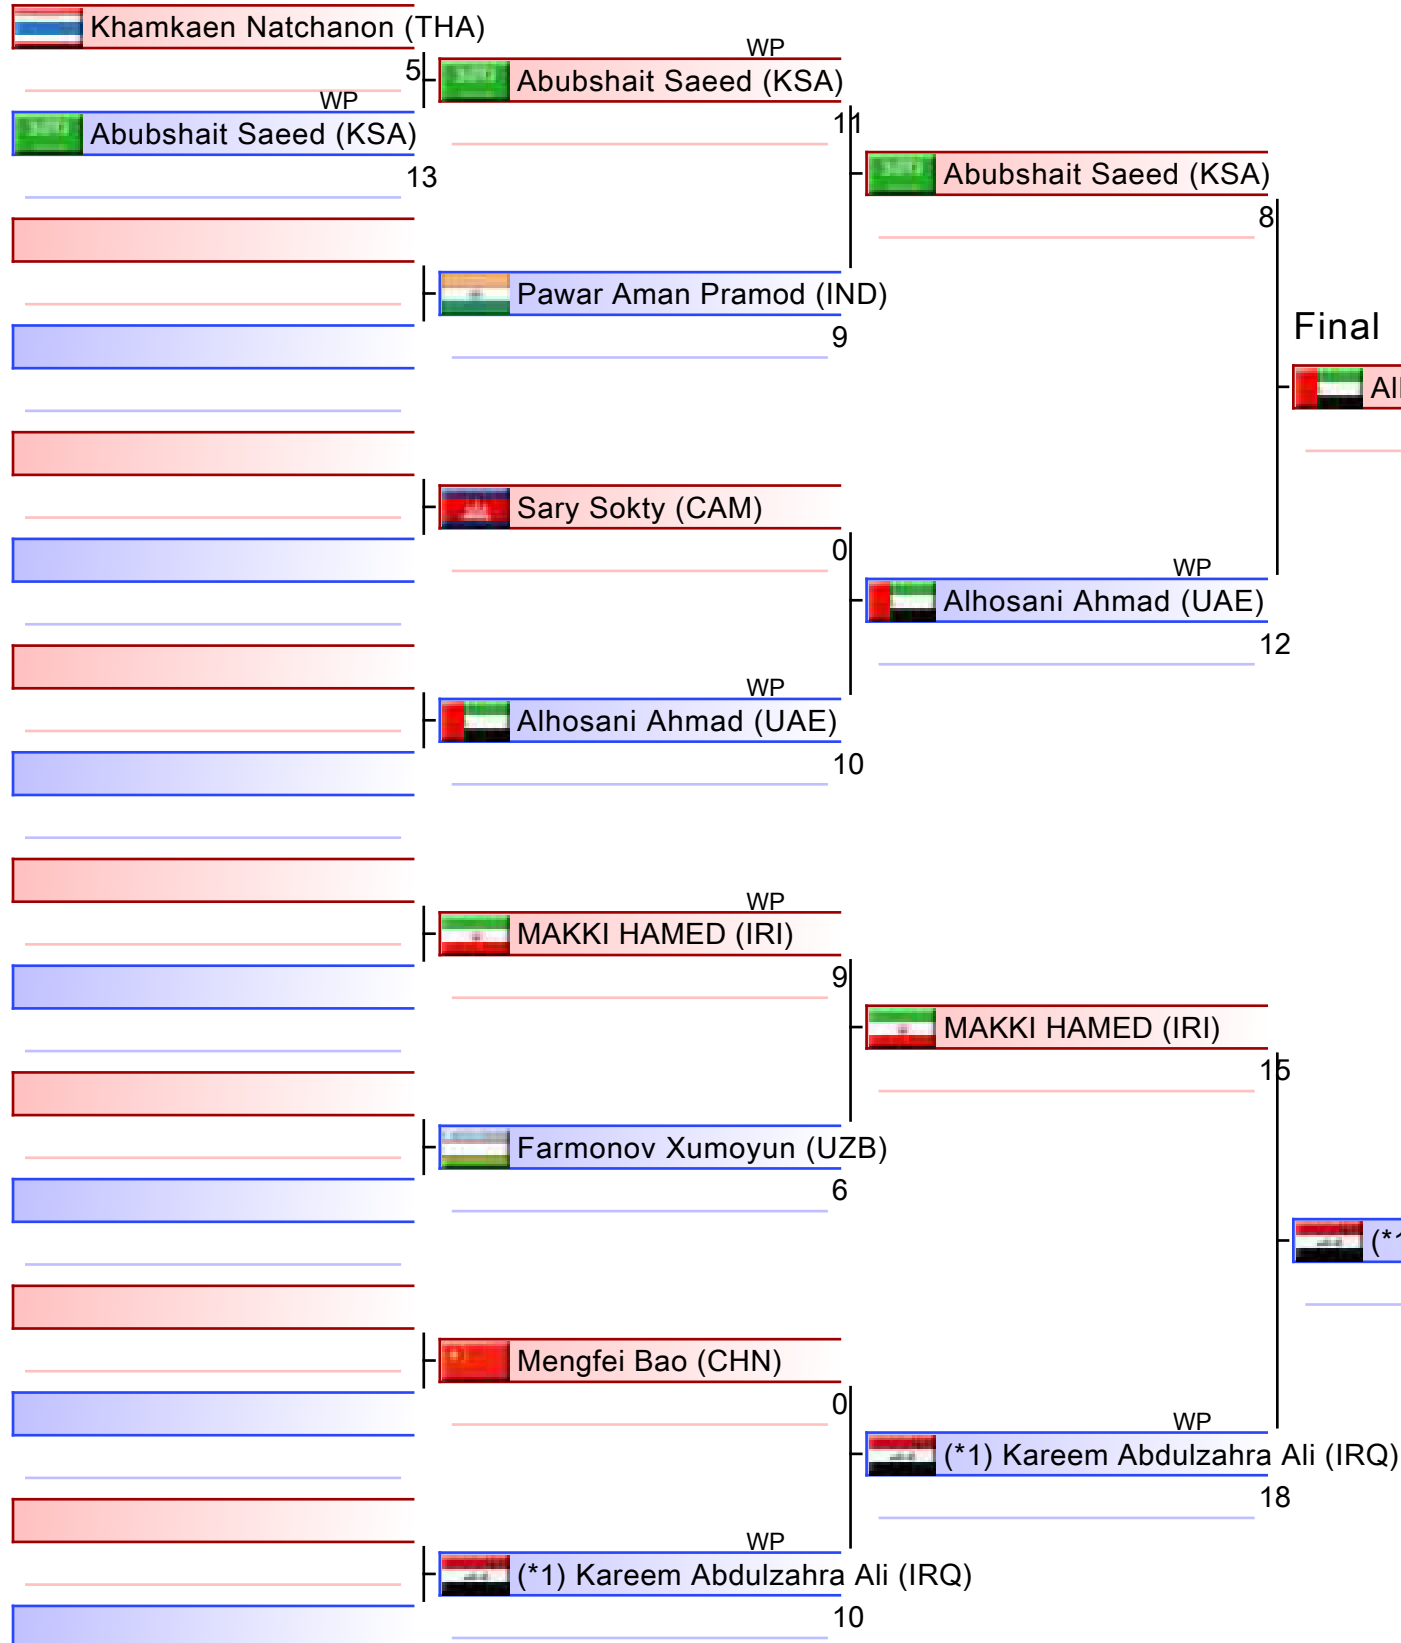 Khamkaen Natchanon (THA)
5
WP
Abubshait Saeed (KSA)
13
WP
Abubshait Saeed (KSA)
11
Pawar Aman Pramod (IND)
9
Sary Sokty (CAM)
0
WP
Alhosani Ahmad (UAE)
10
WP
MAKKI HAMED (IRI)
9
Farmonov Xumoyun (UZB)
6
Mengfei Bao (CHN)
0
WP
(*1) Kareem Abdulzahra Ali (IRQ)
10
Abubshait Saeed (KSA)
8
WP
Alhosani Ahmad (UAE)
12
MAKKI HAMED (IRI)
15
WP
(*1) Kareem Abdulzahra Ali (IRQ)
18
Final